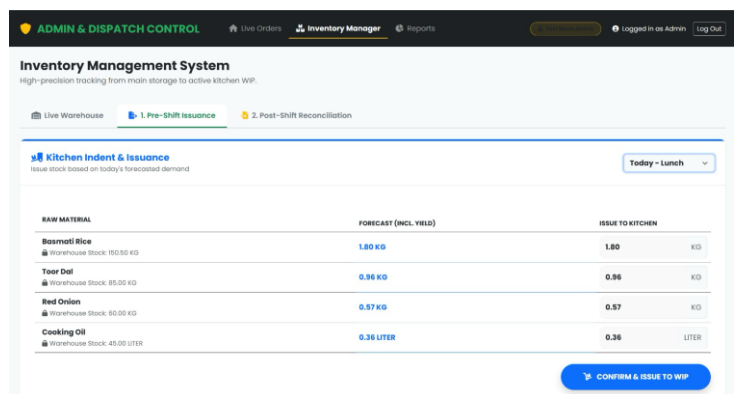 ADMIN & DISPATCH CONTROL
Live Orders
Inventory Manager
Reports
Logged in as Admin
Log Out
Inventory Management System
High-precision tracking from main storage to active kitchen WIP.
Live Warehouse
1. Pre-Shift Issuance
2. Post-Shift Reconciliation
Kitchen Indent & Issuance
Issue stock based on today's forecasted demand
Today - Lunch
RAW MATERIAL FORECAST (INCL. YIELD) ISSUE TO KITCHEN
Basmati Rice
Warehouse Stock: 150.50 KG
1.80 KG
1.80 KG
Toor Dal
Warehouse Stock: 85.00 KG
0.96 KG
0.96 KG
Red Onion
Warehouse Stock: 60.00 KG
0.57 KG
0.57 KG
Cooking Oil
Warehouse Stock: 45.00 LITER
0.36 LITER
0.36 LITER
CONFIRM & ISSUE TO WIP